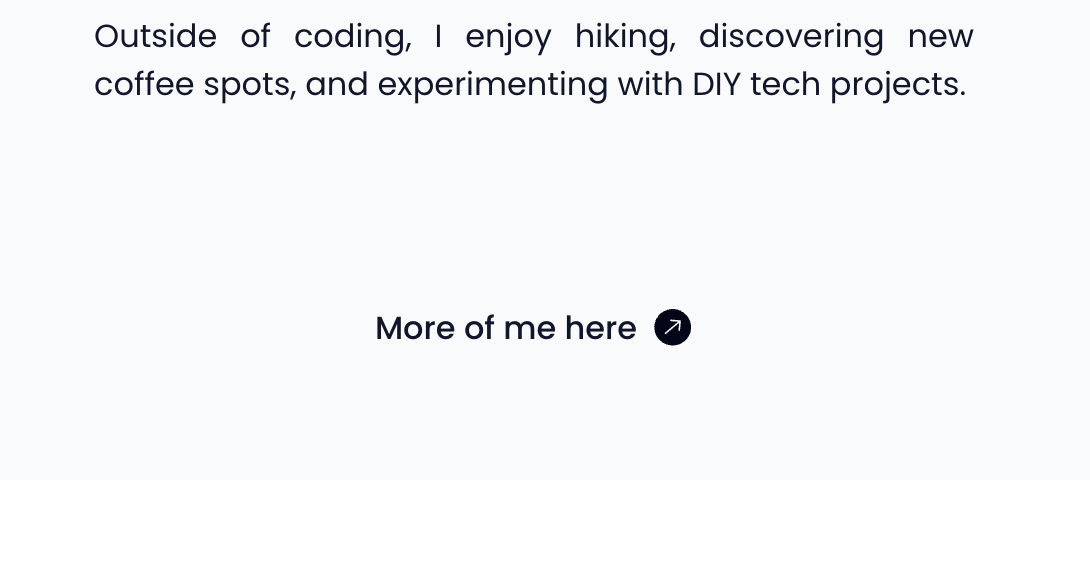 Outside of coding, I enjoy hiking, discovering new
coffee spots, and experimenting with DIY tech projects.
More of me here